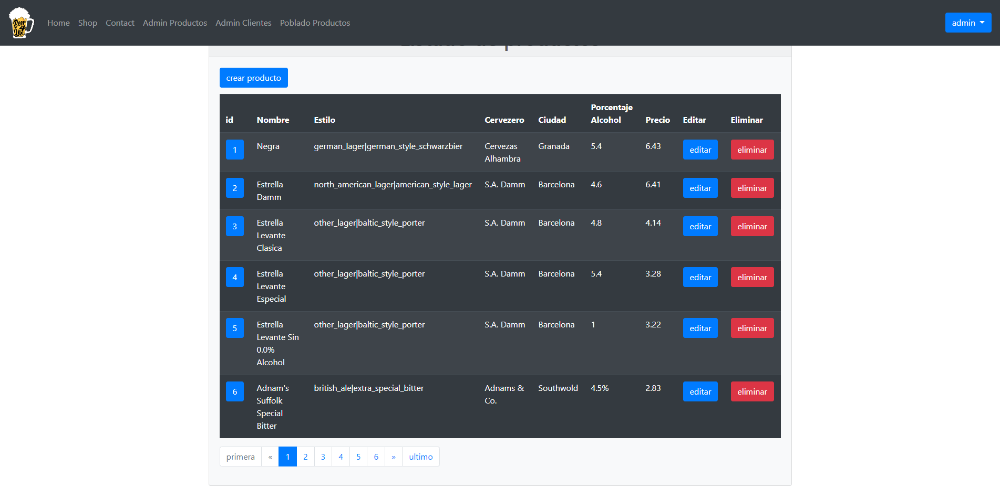 Beer
4
Life
Home Shop Contact Admin Productos Admin Clientes Poblado Productos
admin
crear producto
id Nombre Estilo Cervezero Ciudad Porcentaje Alcohol Precio Editar Eliminar
1 Negra german_lager|german_style_schwarzbier Cervezas Alhambra Granada 5.4 6.43 editar eliminar
2 Estrella Damm north_american_lager|american_style_lager S.A. Damm Barcelona 4.6 6.41 editar eliminar
3 Estrella Levante Clasica other_lager|baltic_style_porter S.A. Damm Barcelona 4.8 4.14 editar eliminar
4 Estrella Levante Especial other_lager|baltic_style_porter S.A. Damm Barcelona 5.4 3.28 editar eliminar
5 Estrella Levante Sin 0.0% Alcohol other_lager|baltic_style_porter S.A. Damm Barcelona 1 3.22 editar eliminar
6 Adnam's Suffolk Special Bitter british_ale|extra_special_bitter Adnams & Co. Southwold 4.5% 2.83 editar eliminar
primera « 1 2 3 4 5 6 » ultimo